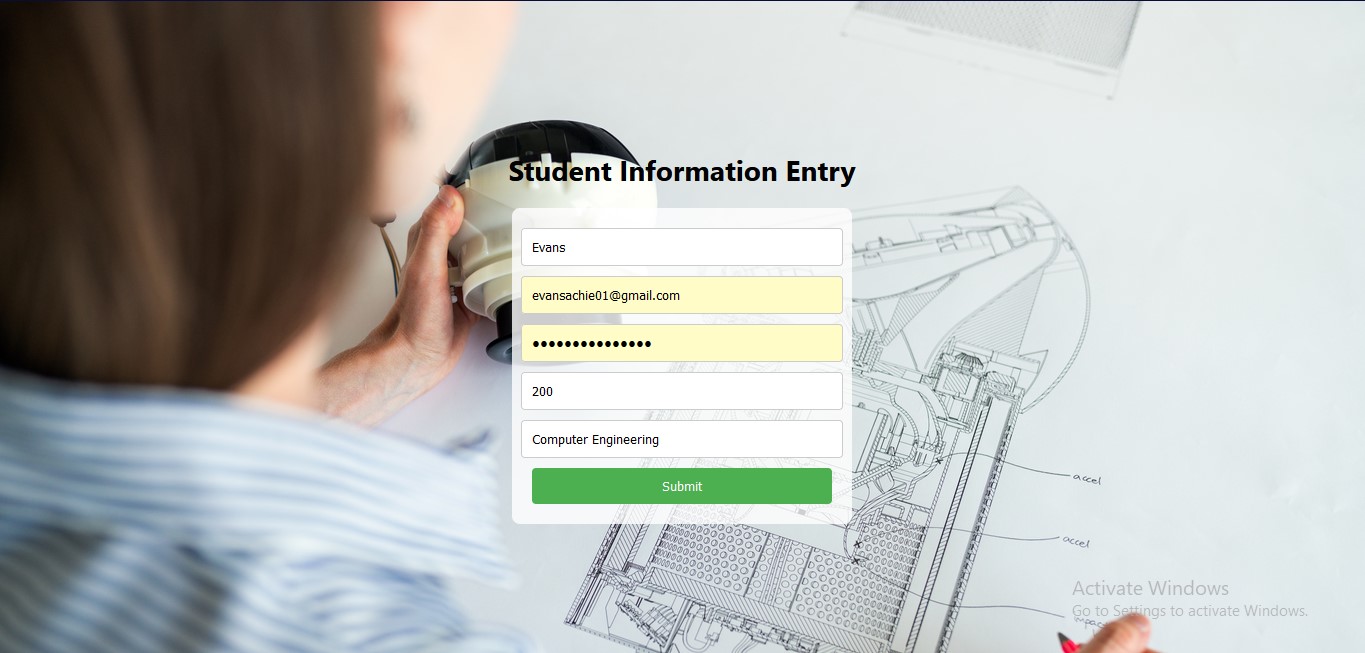 Student Information Entry
Evans
evansachie01@gmail.com
●●●●●●●●●●●●●●●
200
Computer Engineering
Submit
accel
accel
Activate Windows
Go to Settings to activate Windows.